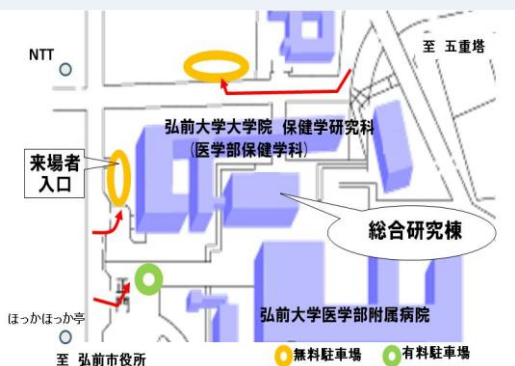 NTT
至 五重塔
弘前大学大学院 保健学研究科
(医学部保健学科)
来場者
入口
総合研究棟
ほっかほっか亭
弘前大学医学部附属病院
至 弘前市役所
無料駐車場
有料駐車場